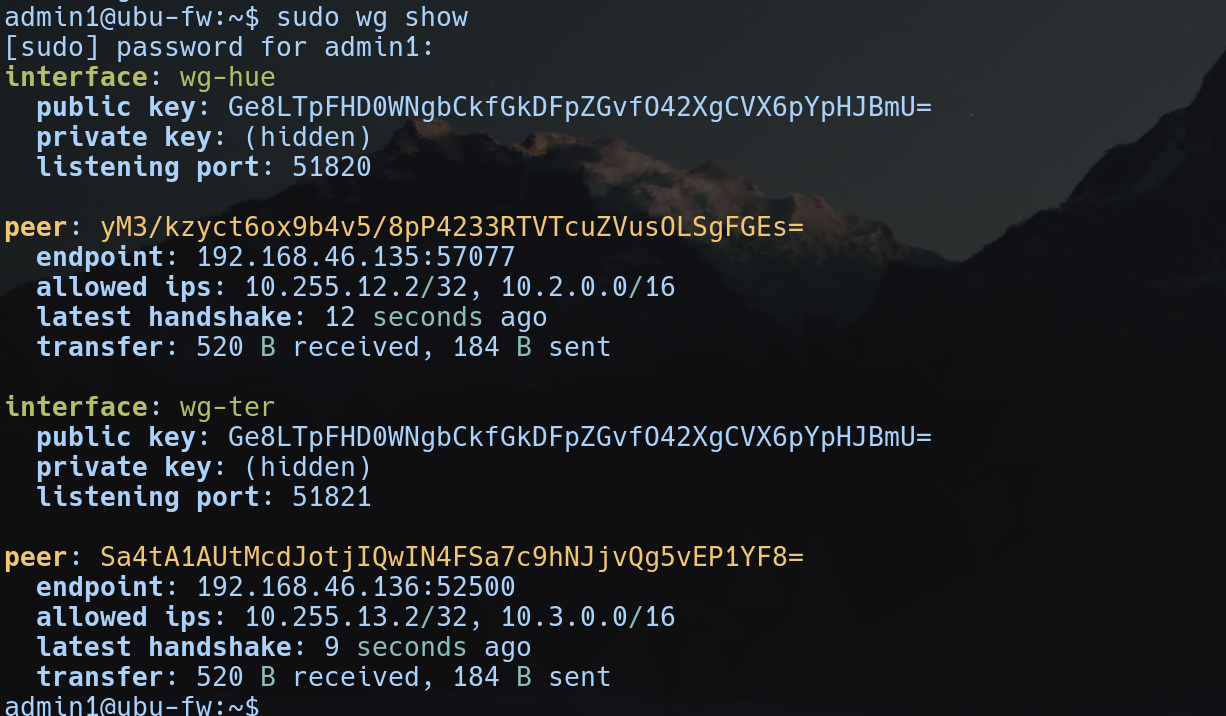 admin1@ubu-fw:~$ sudo wg show
[sudo] password for admin1:
interface: wg-hue
  public key: Ge8LTpFHD0WNgbCkfGkDFpZGvfO42XgCVX6pYpHJBmU=
  private key: (hidden)
  listening port: 51820

peer: yM3/kzyct6ox9b4v5/8pP4233RTVTcuZVusOLSgFGEs=
  endpoint: 192.168.46.135:57077
  allowed ips: 10.255.12.2/32, 10.2.0.0/16
  latest handshake: 12 seconds ago
  transfer: 520 B received, 184 B sent

interface: wg-ter
  public key: Ge8LTpFHD0WNgbCkfGkDFpZGvfO42XgCVX6pYpHJBmU=
  private key: (hidden)
  listening port: 51821

peer: Sa4tA1AUtMcdJotjIQwIN4FSa7c9hNJjvQg5vEP1YF8=
  endpoint: 192.168.46.136:52500
  allowed ips: 10.255.13.2/32, 10.3.0.0/16
  latest handshake: 9 seconds ago
  transfer: 520 B received, 184 B sent
admin1@ubu-fw:~$